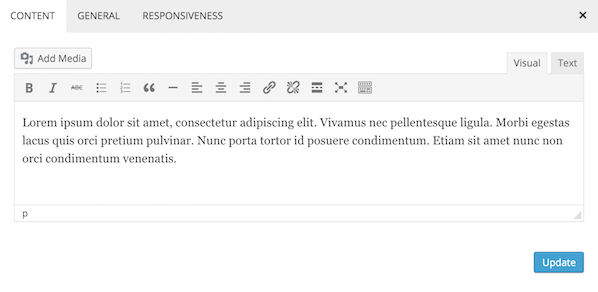 CONTENT GENERAL RESPONSIVENESS ×
Add Media
Visual Text
B I ABC
Lorem ipsum dolor sit amet, consectetur adipiscing elit. Vivamus nec pellentesque ligula. Morbi egestas
lacus quis orci pretium pulvinar. Nunc porta tortor id posuere condimentum. Etiam sit amet nunc non
orci condimentum venenatis.
p
Update